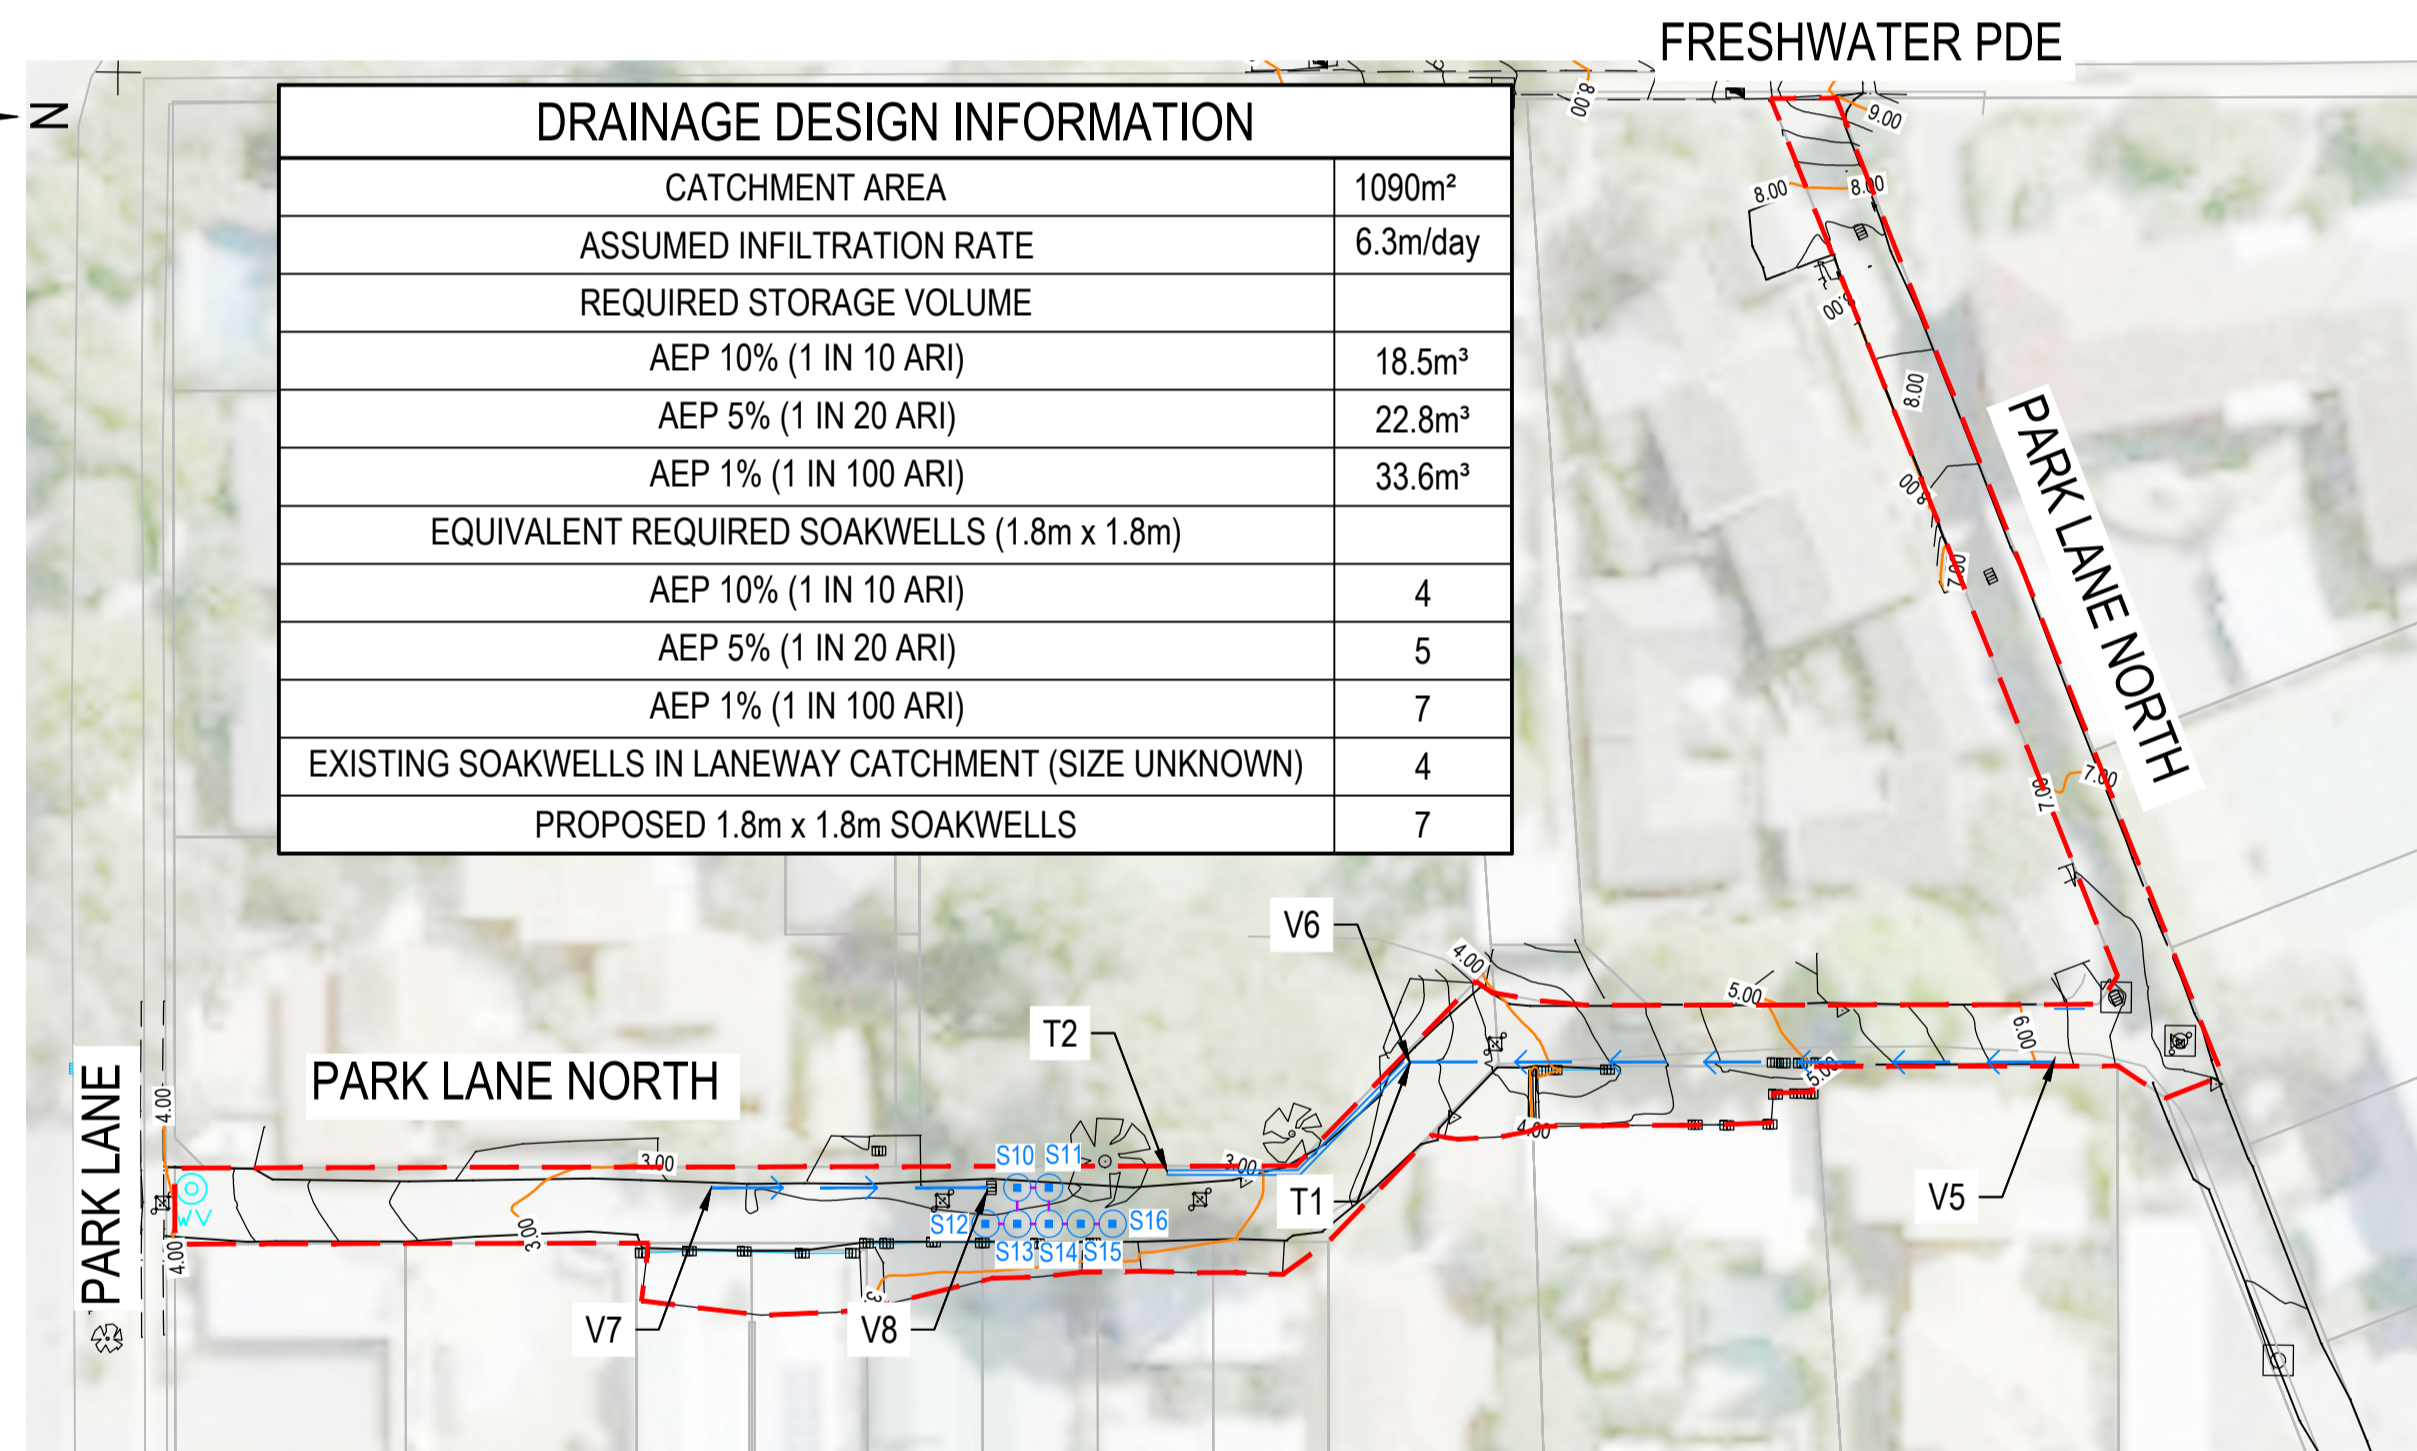 FRESHWATER PDE
N
DRAINAGE DESIGN INFORMATION
CATCHMENT AREA 1090m²
ASSUMED INFILTRATION RATE 6.3m/day
REQUIRED STORAGE VOLUME
AEP 10% (1 IN 10 ARI) 18.5m³
AEP 5% (1 IN 20 ARI) 22.8m³
AEP 1% (1 IN 100 ARI) 33.6m³
EQUIVALENT REQUIRED SOAKWELLS (1.8m x 1.8m)
AEP 10% (1 IN 10 ARI) 4
AEP 5% (1 IN 20 ARI) 5
AEP 1% (1 IN 100 ARI) 7
EXISTING SOAKWELLS IN LANEWAY CATCHMENT (SIZE UNKNOWN) 4
PROPOSED 1.8m x 1.8m SOAKWELLS 7
8.00
9.00
8.00
8.00
8.00
8.00
7.00
PARK LANE NORTH
7.00
7.00
V6
4.00
5.00
6.00
T2
5.00
4.00
PARK LANE NORTH
PARK LANE
4.00
4.00
WV
3.00
3.00
3.00
S10
S11
S12
S13
S14
S15
S16
T1
V5
V7
V8